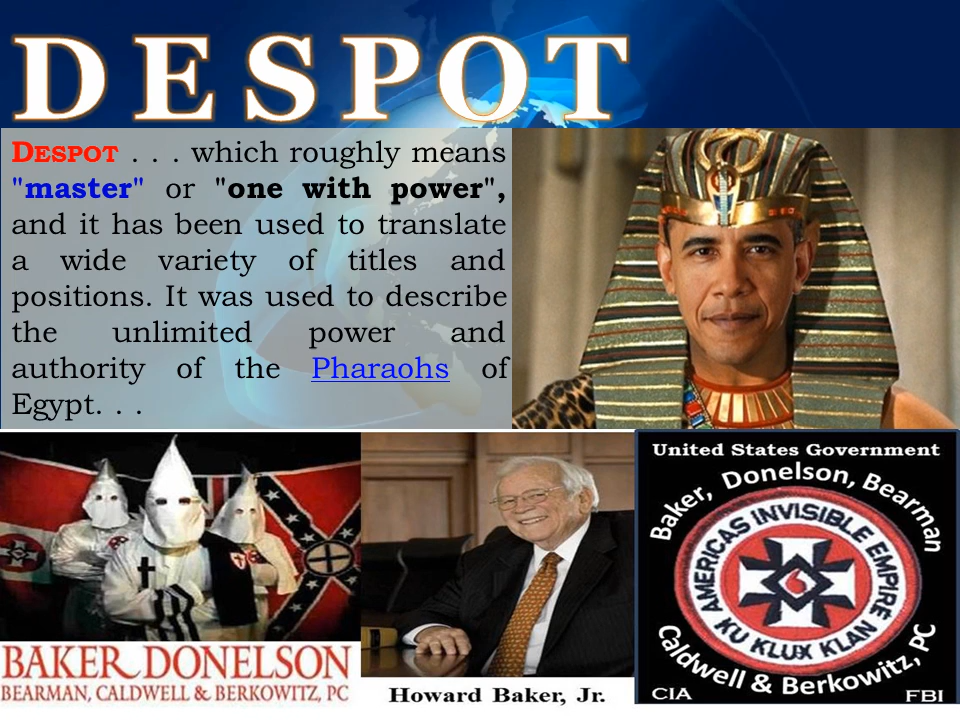 DESPOT
DESPOT . . . which roughly means
"master" or "one with power",
and it has been used to translate
a wide variety of titles and
positions. It was used to describe
the unlimited power and
authority of the Pharaohs of
Egypt. . .
BAKER DONELSON
BEARMAN, CALDWELL & BERKOWITZ, PC
Howard Baker, Jr.
United States Government
Baker, Donelson, Bearman
AMERICAS INVISIBLE EMPIRE
KU KLUX KLAN
Caldwell & Berkowitz, PC
CIA
FBI